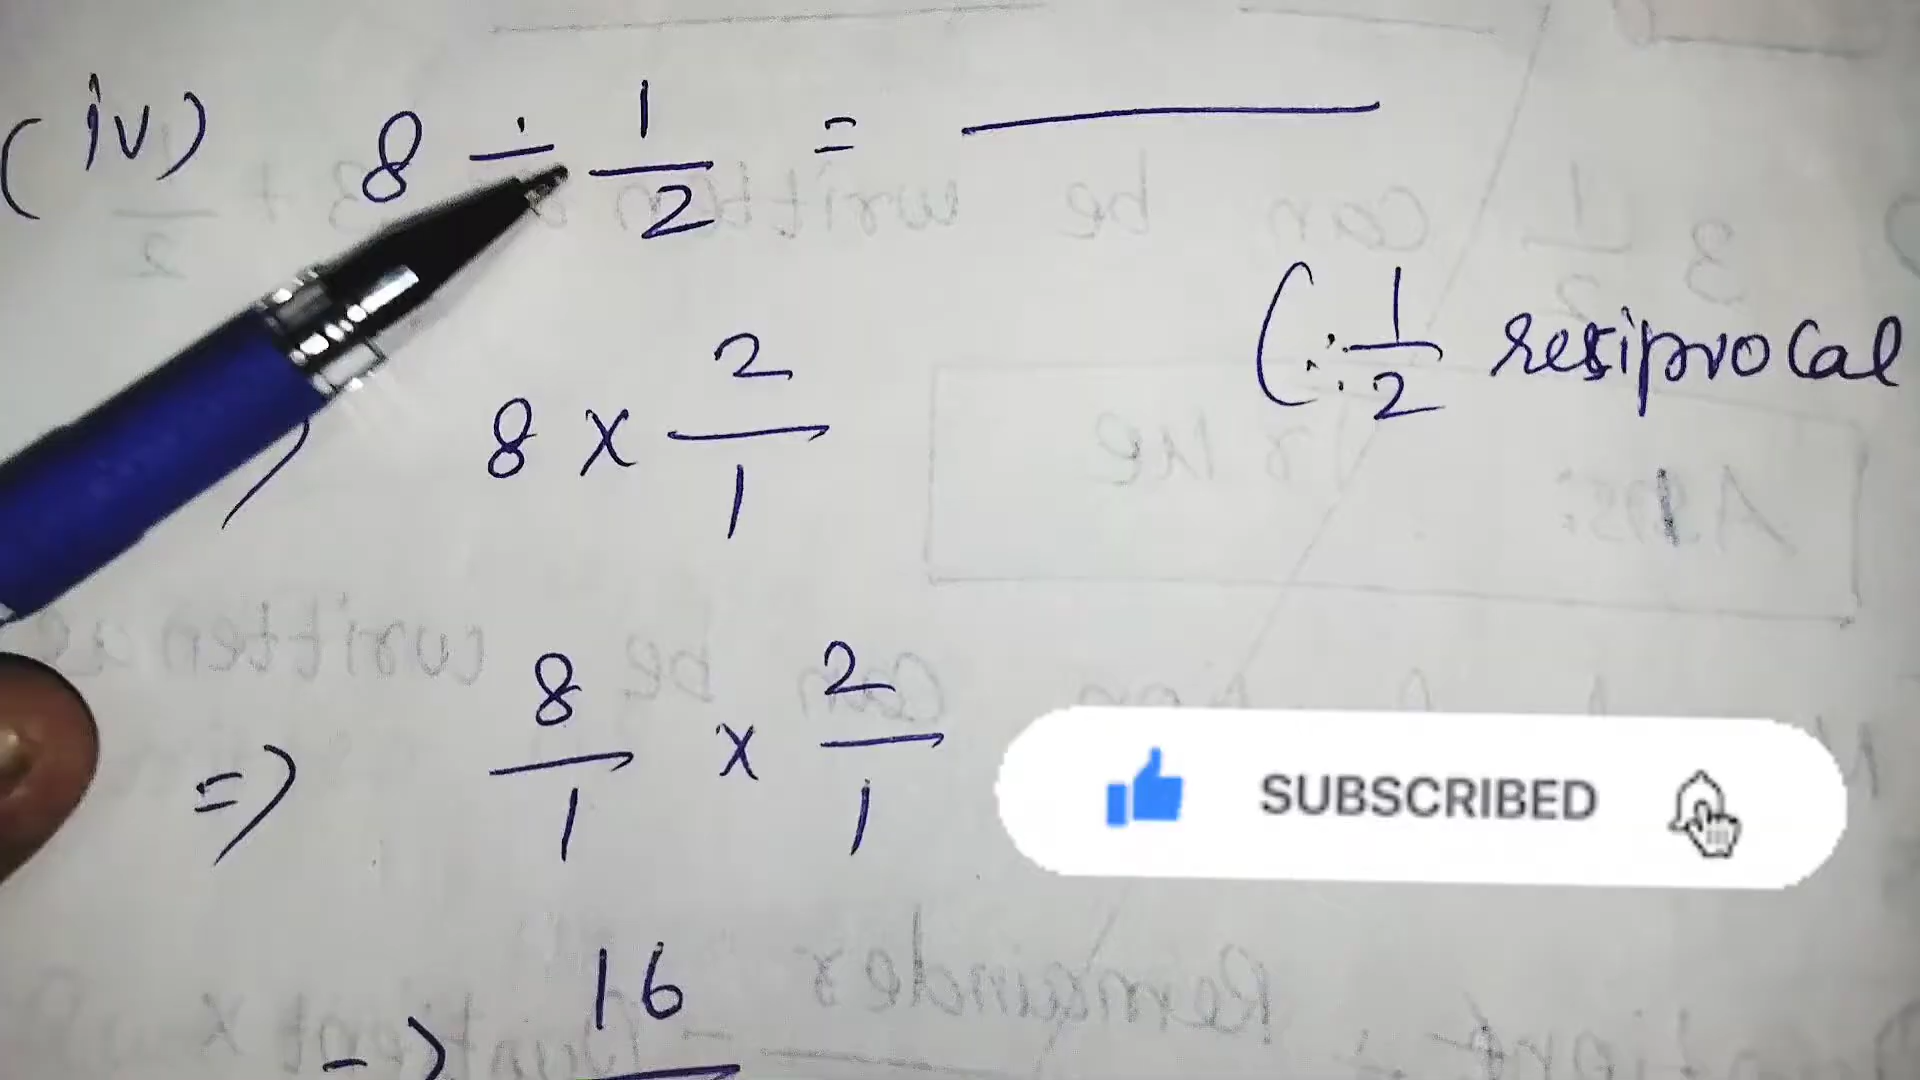 (iv) 8 ÷ 1/2 = ―――
(∵ 1/2 resiprocal
8 x 2/1
=> 8/1 x 2/1
SUBSCRIBED
=> 16